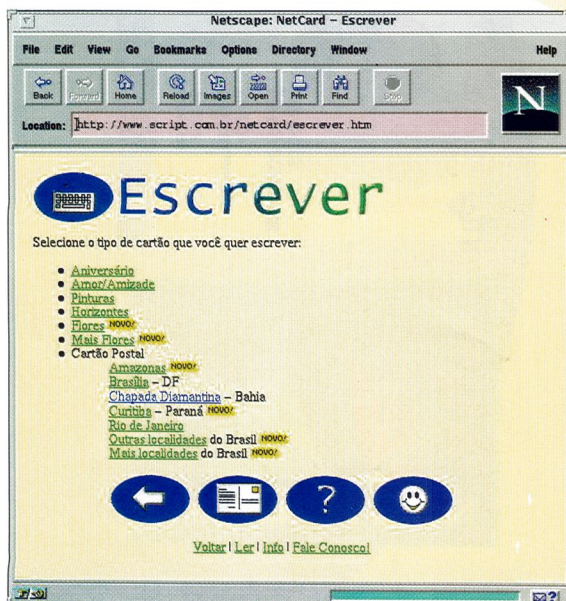 Netscape: NetCard – Escrever
File Edit View Go Bookmarks Options Directory Window Help
Back Forward Home Reload Images Open Print Find Stop
N
Location: http://www.script.com.br/netcard/escrever.htm
Escrever
Selecione o tipo de cartão que você quer escrever:
Aniversário
Amor/Amizade
Pinturas
Horizontes
Flores NOVO!
Mais Flores NOVO!
Cartão Postal
Amazonas NOVO!
Brasília – DF
Chapada Diamantina – Bahia
Curitiba – Paraná NOVO!
Rio de Janeiro
Outras localidades do Brasil NOVO!
Mais localidades do Brasil NOVO!
?
Voltar | Ler | Info | Fale Conosco!
?